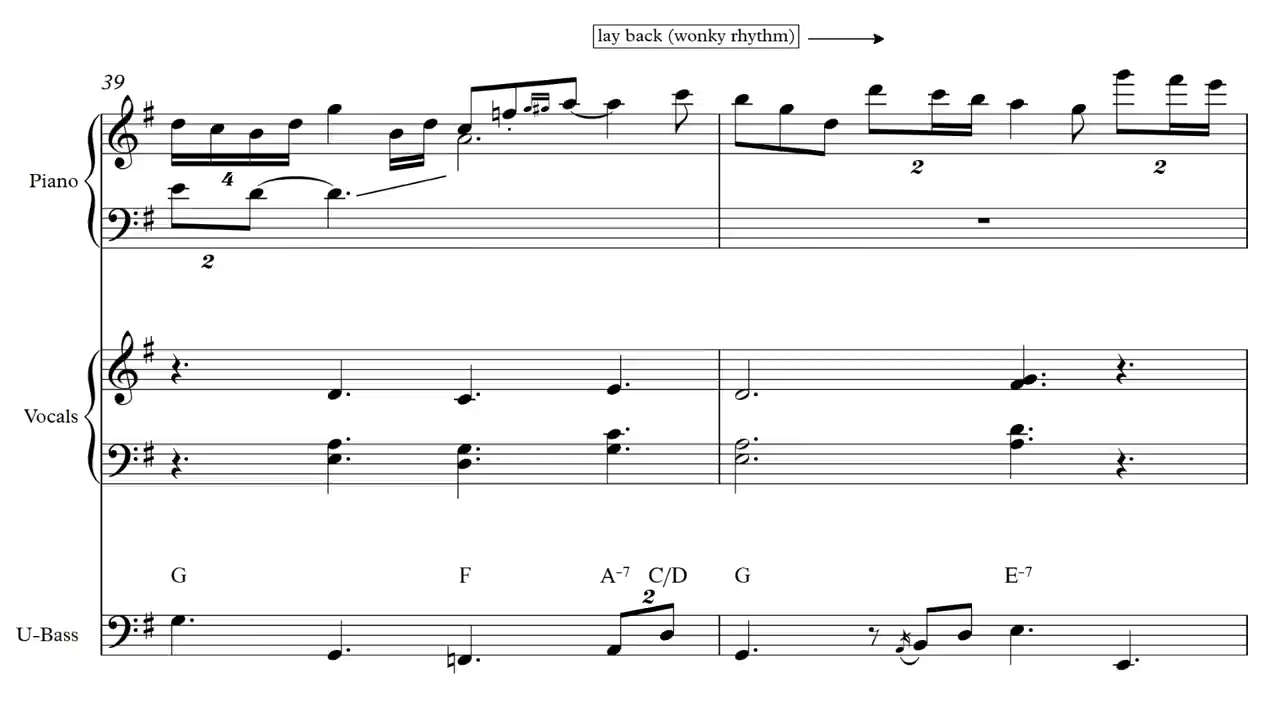 lay back (wonky rhythm)
39
Piano
4
2
2
2
Vocals
G F A-7 C/D G E-7
2
U-Bass